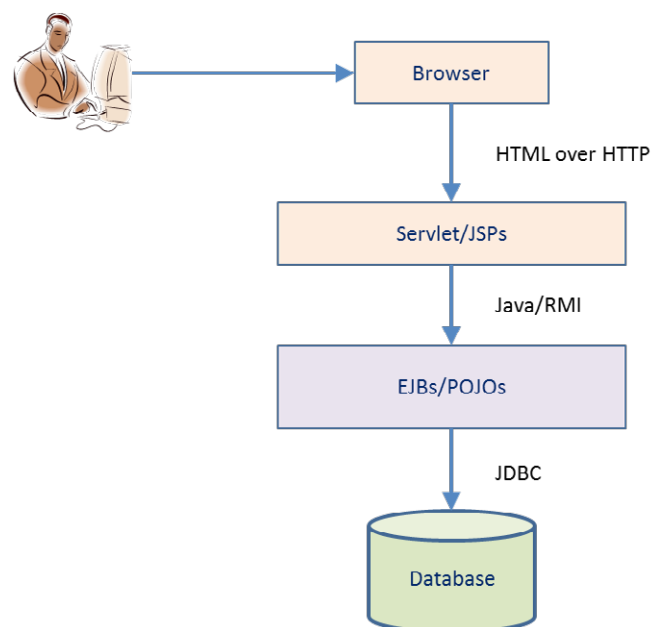 Browser
HTML over HTTP
Servlet/JSPs
Java/RMI
EJBs/POJOs
JDBC
Database